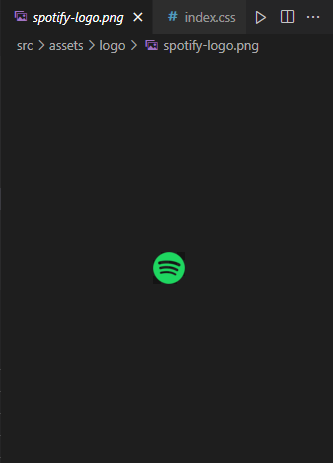 spotify-logo.png # index.css ...
src > assets > logo > spotify-logo.png